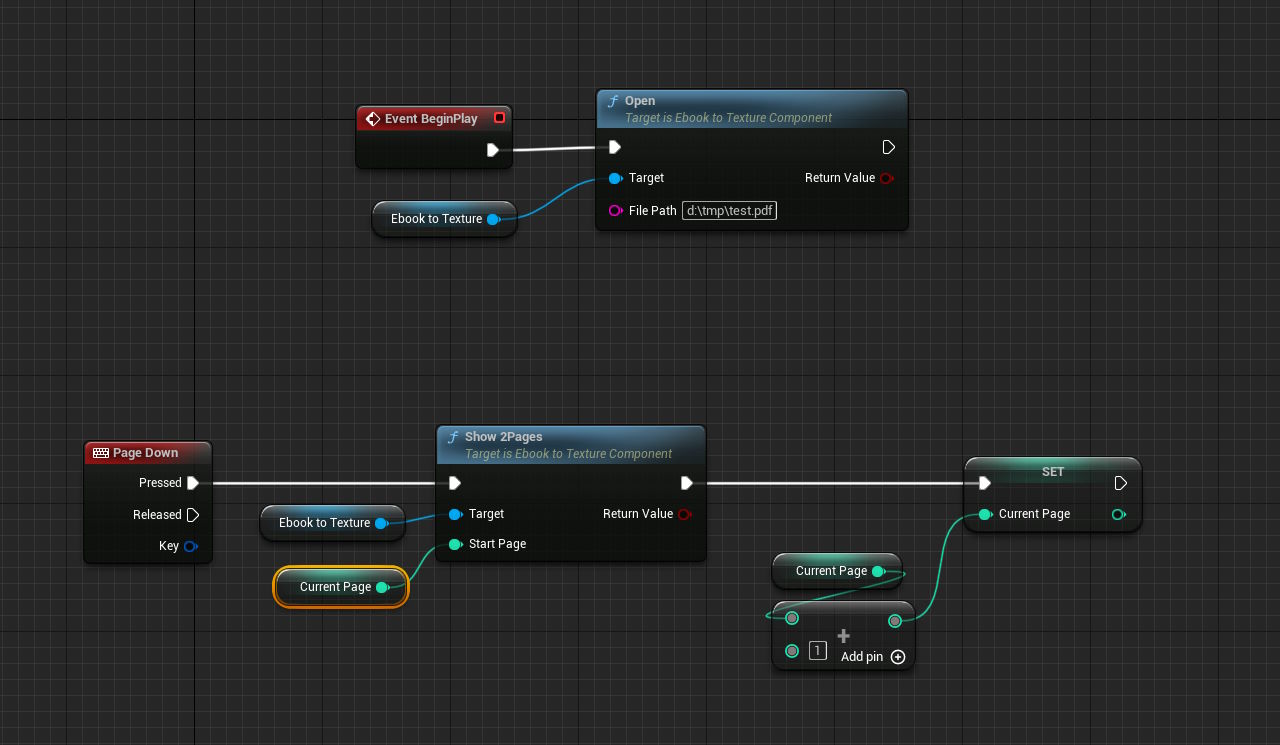 Event BeginPlay
Open
Target is Ebook to Texture Component
Target
Return Value
Ebook to Texture
File Path
d:\tmp\test.pdf
Page Down
Pressed
Released
Key
Show 2Pages
Target is Ebook to Texture Component
Ebook to Texture
Target
Return Value
Start Page
Current Page
SET
Current Page
Current Page
1
Add pin